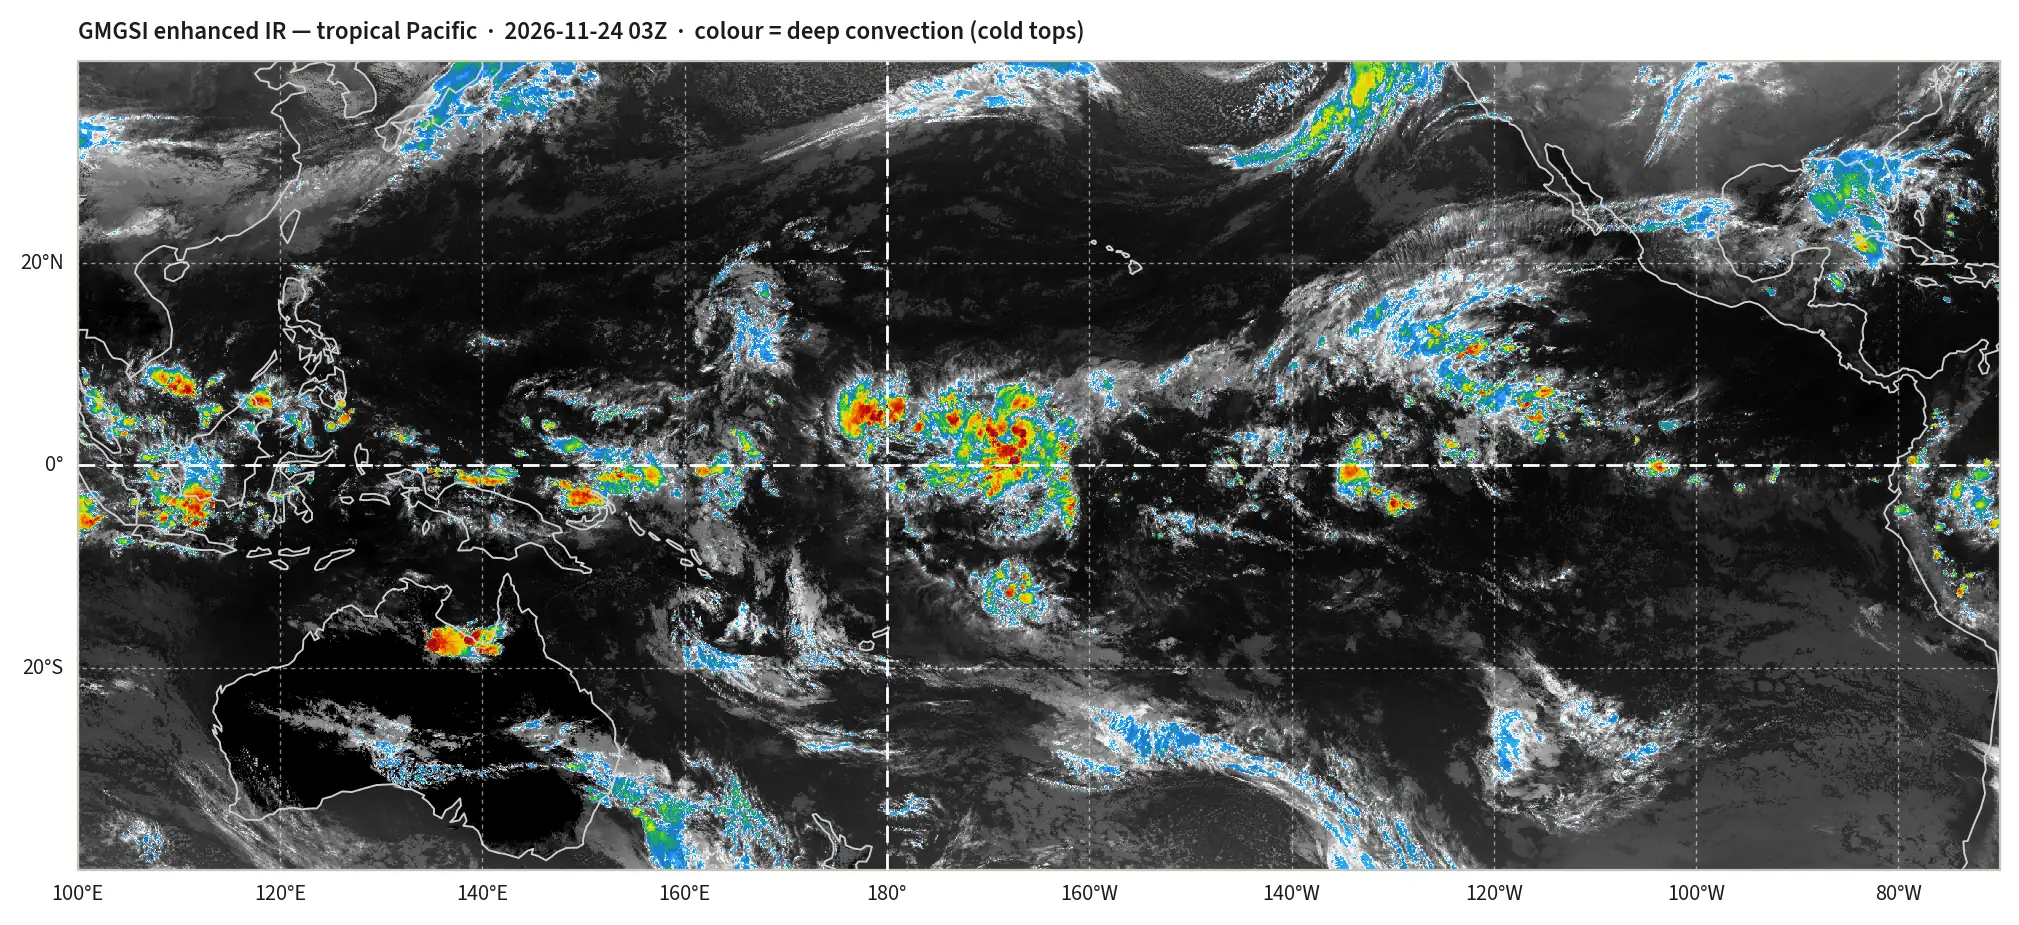 GMGSI enhanced IR — tropical Pacific · 2026-11-24 03Z · colour = deep convection (cold tops)
20°N
0°
20°S
100°E 120°E 140°E 160°E 180° 160°W 140°W 120°W 100°W 80°W